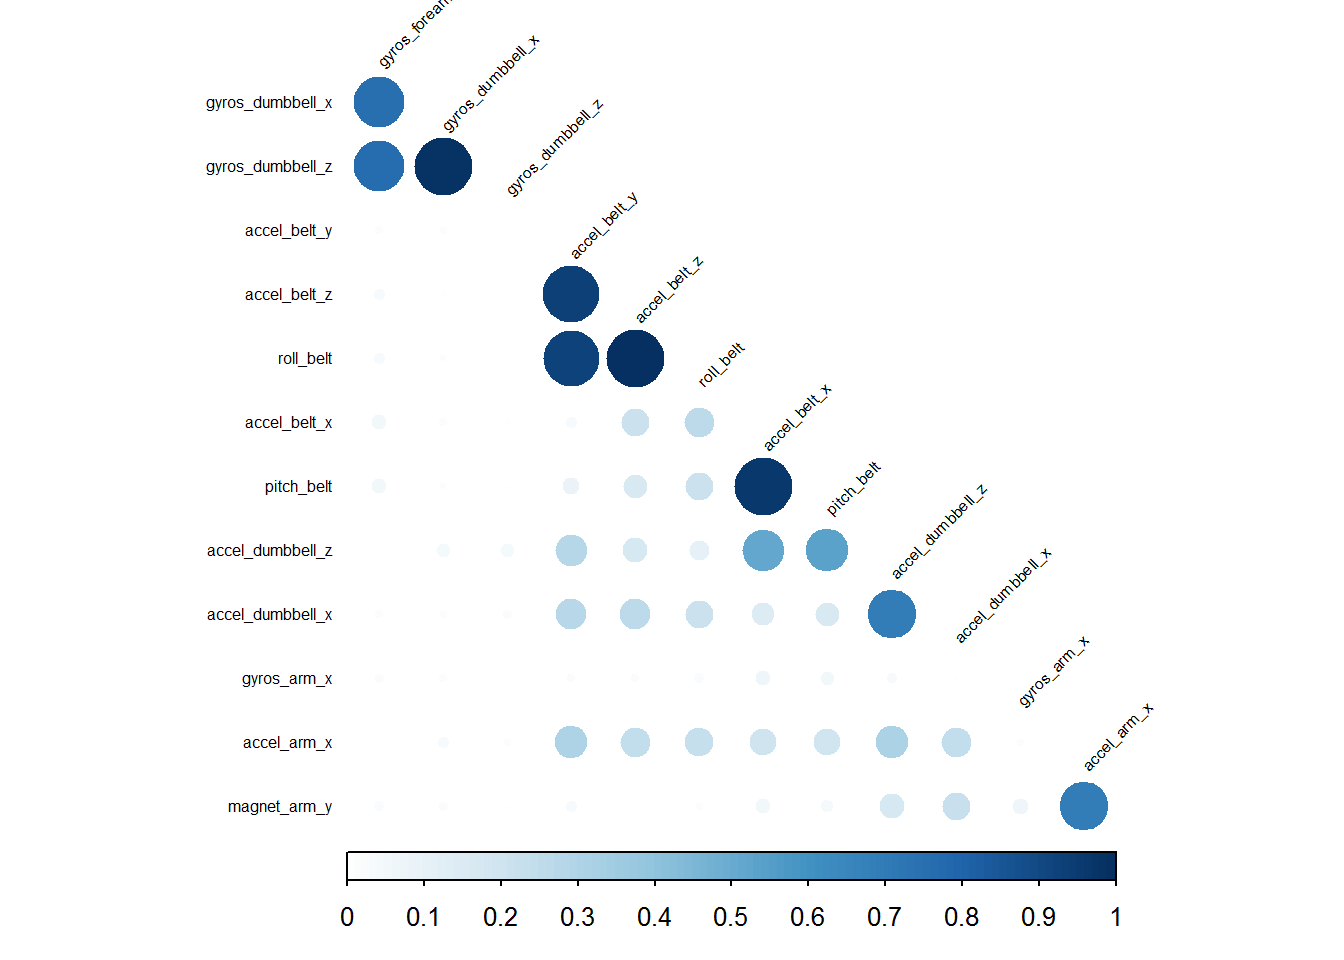 gyros_dumbbell_x
gyros_dumbbell_x
gyros_dumbbell_z
gyros_dumbbell_z
accel_belt_y
accel_belt_y
accel_belt_z
accel_belt_z
roll_belt
roll_belt
accel_belt_x
accel_belt_x
pitch_belt
pitch_belt
accel_dumbbell_z
accel_dumbbell_z
accel_dumbbell_x
accel_dumbbell_x
gyros_arm_x
gyros_arm_x
accel_arm_x
accel_arm_x
magnet_arm_y
0 0.1 0.2 0.3 0.4 0.5 0.6 0.7 0.8 0.9 1